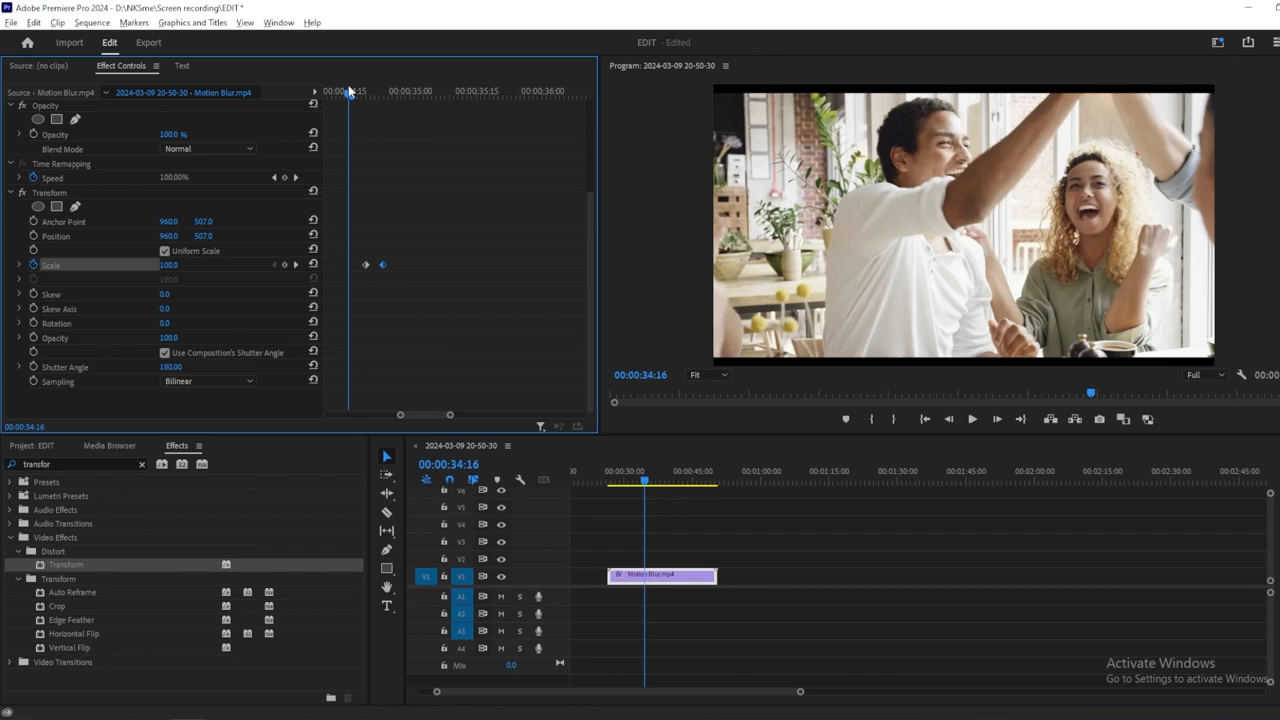 Adobe Premiere Pro 2024 - D:\NKSme\Screen recording\EDIT *
File Edit Clip Sequence Markers Graphics and Titles View Window Help
Import Edit Export
EDIT - Edited
Source: (no clips) Effect Controls Text
Program: 2024-03-09 20-50-30
Source • Motion Blur.mp4 2024-03-09 20-50-30 • Motion Blur.mp4
00:00:35:00 00:00:35:15 00:00:36:00
Opacity
Opacity 100.0 %
Blend Mode Normal
Time Remapping
Speed 100.00%
Transform
Anchor Point 960.0 507.0
Position 960.0 507.0
Uniform Scale
Scale 100.0
100.0
Skew 0.0
Skew Axis 0.0
Rotation 0.0
Opacity 100.0
Use Composition's Shutter Angle
Shutter Angle 180.00
Sampling Bilinear
00:00:34:16 Fit Full 00:00
00:00:34:16
Project: EDIT Media Browser Effects
transfor
Presets
Lumetri Presets
Audio Effects
Audio Transitions
Video Effects
Distort
Transform
Transform
Auto Reframe
Crop
Edge Feather
Horizontal Flip
Vertical Flip
Video Transitions
2024-03-09 20-50-30
00:00:34:16
00:00:30:00 00:00:45:00 00:01:00:00 00:01:15:00 00:01:30:00 00:01:45:00 00:02:00:00 00:02:15:00 00:02:30:00 00:02:45:00
V6
V5
V4
V3
V2
V1 V1 fx Motion Blur.mp4
A1 M S
A2 M S
A3 M S
A4 M S
Mix 0.0
Activate Windows
Go to Settings to activate Windows.